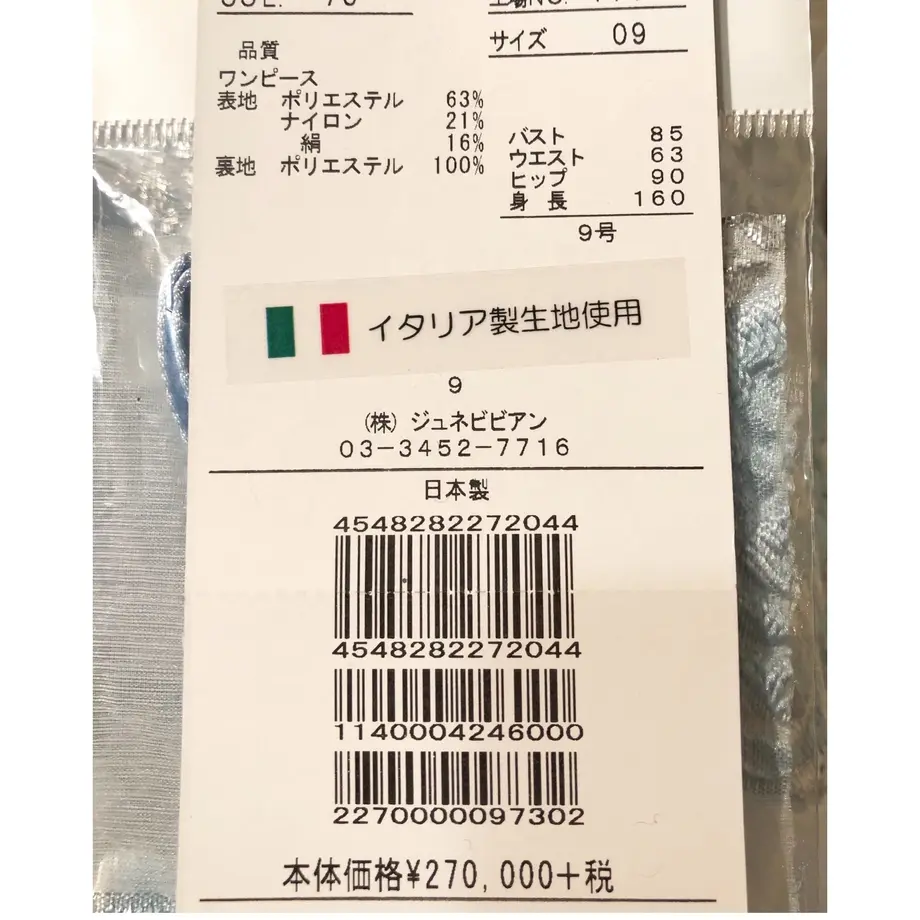 サイズ 09
品質
ワンピース
表地 ポリエステル 63%
ナイロン 21%
絹 16%
裏地 ポリエステル 100%
バスト 85
ウエスト 63
ヒップ 90
身長 160
9号
イタリア製生地使用
9
(株) ジュネビビアン
03-3452-7716
日本製
4548282272044
4548282272044
1140004246000
2270000097302
本体価格¥270,000+税